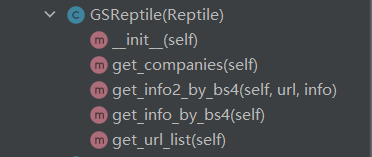 GSReptile(Reptile)
__init__(self)
get_companies(self)
get_info2_by_bs4(self, url, info)
get_info_by_bs4(self)
get_url_list(self)